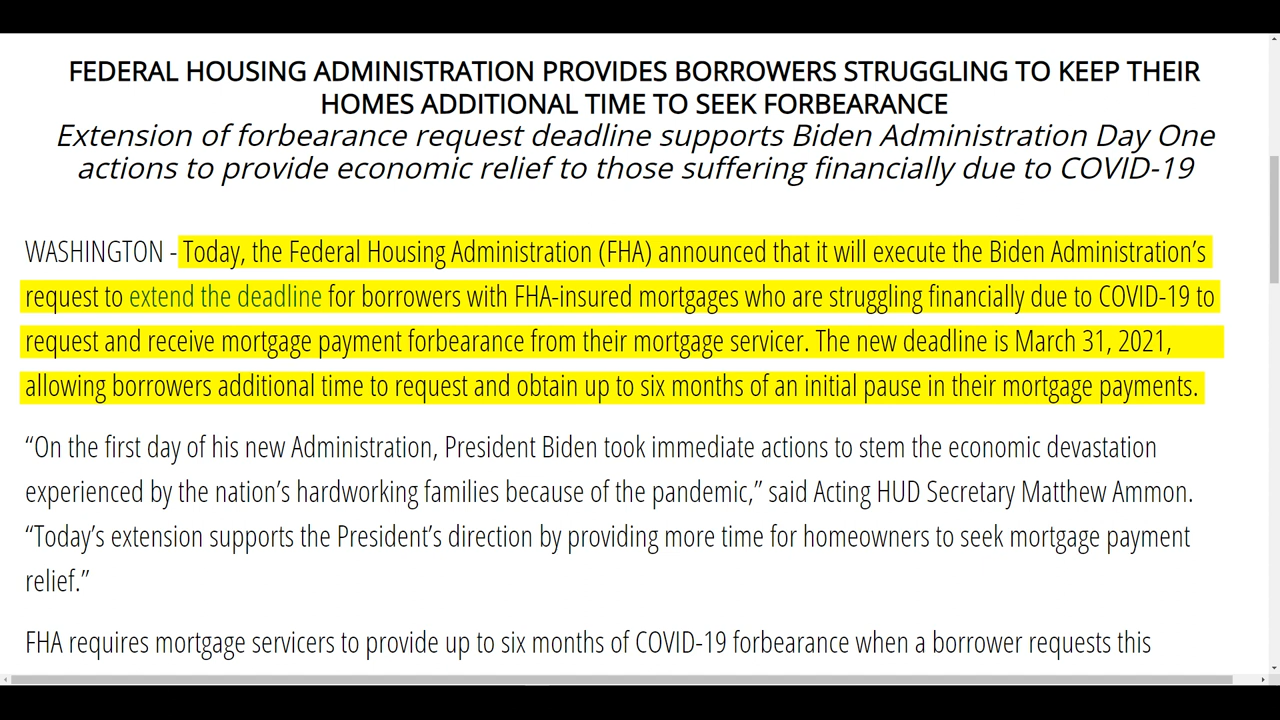 FEDERAL HOUSING ADMINISTRATION PROVIDES BORROWERS STRUGGLING TO KEEP THEIR
HOMES ADDITIONAL TIME TO SEEK FORBEARANCE
Extension of forbearance request deadline supports Biden Administration Day One
actions to provide economic relief to those suffering financially due to COVID-19
WASHINGTON - Today, the Federal Housing Administration (FHA) announced that it will execute the Biden Administration’s
request to extend the deadline for borrowers with FHA-insured mortgages who are struggling financially due to COVID-19 to
request and receive mortgage payment forbearance from their mortgage servicer. The new deadline is March 31, 2021,
allowing borrowers additional time to request and obtain up to six months of an initial pause in their mortgage payments.
“On the first day of his new Administration, President Biden took immediate actions to stem the economic devastation
experienced by the nation’s hardworking families because of the pandemic,” said Acting HUD Secretary Matthew Ammon.
“Today’s extension supports the President’s direction by providing more time for homeowners to seek mortgage payment
relief.”
FHA requires mortgage servicers to provide up to six months of COVID-19 forbearance when a borrower requests this